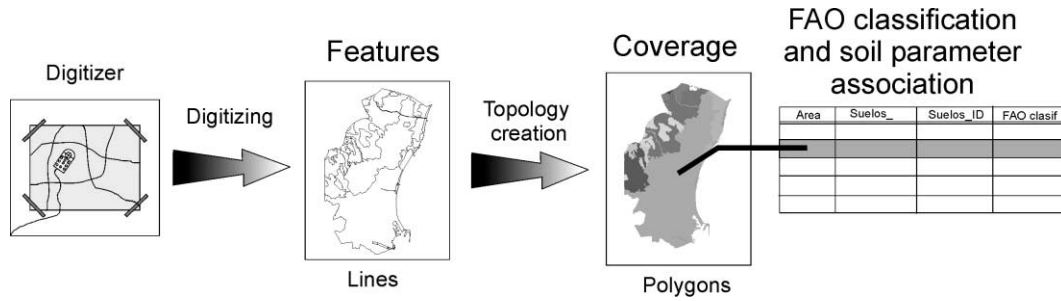 Digitizer
Digitizing
Features
Lines
Topology
creation
Coverage
Polygons
FAO classification
and soil parameter
association
Area Suelos_ Suelos_ID FAO clasif